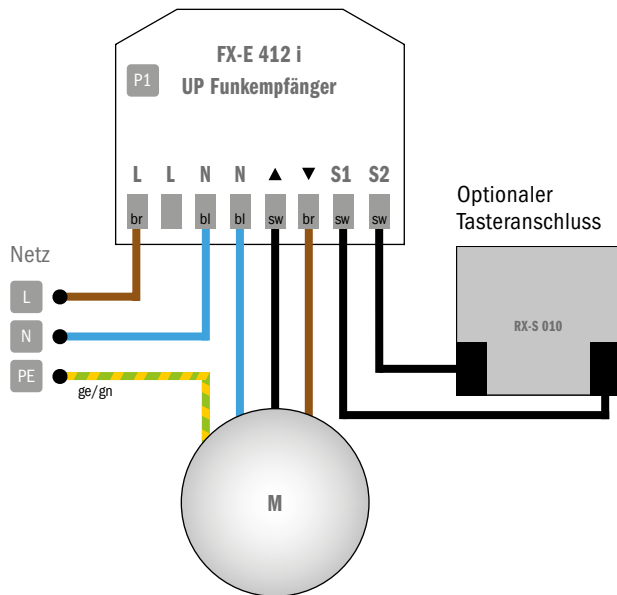 FX-E 412 i
UP Funkempfänger
P1
L L N N ▲ ▼ S1 S2
br bl bl sw br sw sw
Optionaler
Tasteranschluss
Netz
L
N
PE
ge/gn
RX-S 010
M